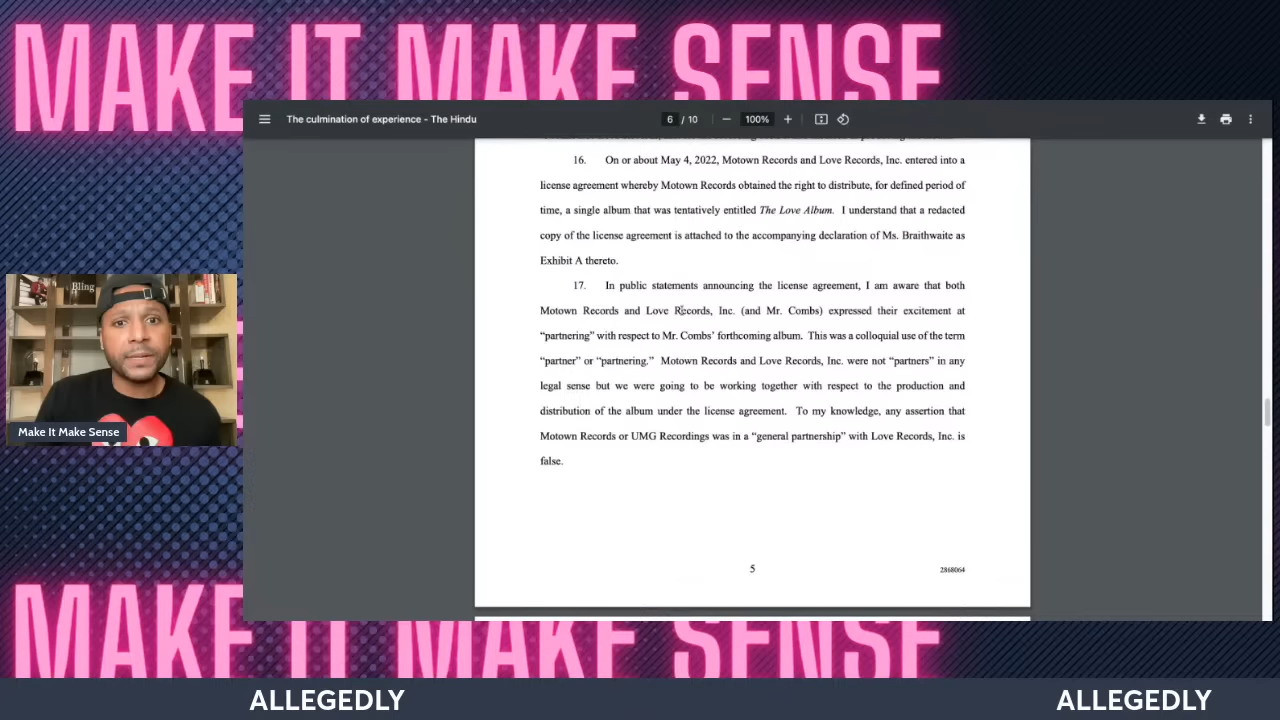 MAKE IT MAKE SENSE
The culmination of experience - The Hindu
6 / 10
100%
16. On or about May 4, 2022, Motown Records and Love Records, Inc. entered into a
license agreement whereby Motown Records obtained the right to distribute, for defined period of
time, a single album that was tentatively entitled The Love Album. I understand that a redacted
copy of the license agreement is attached to the accompanying declaration of Ms. Braithwaite as
Exhibit A thereto.
17. In public statements announcing the license agreement, I am aware that both
Motown Records and Love Records, Inc. (and Mr. Combs) expressed their excitement at
“partnering” with respect to Mr. Combs’ forthcoming album. This was a colloquial use of the term
“partner” or “partnering.” Motown Records and Love Records, Inc. were not “partners” in any
legal sense but we were going to be working together with respect to the production and
distribution of the album under the license agreement. To my knowledge, any assertion that
Motown Records or UMG Recordings was in a “general partnership” with Love Records, Inc. is
false.
5
2868064
Bling
Make It Make Sense
MAKE IT MAKE SENSE
ALLEGEDLY
ALLEGEDLY